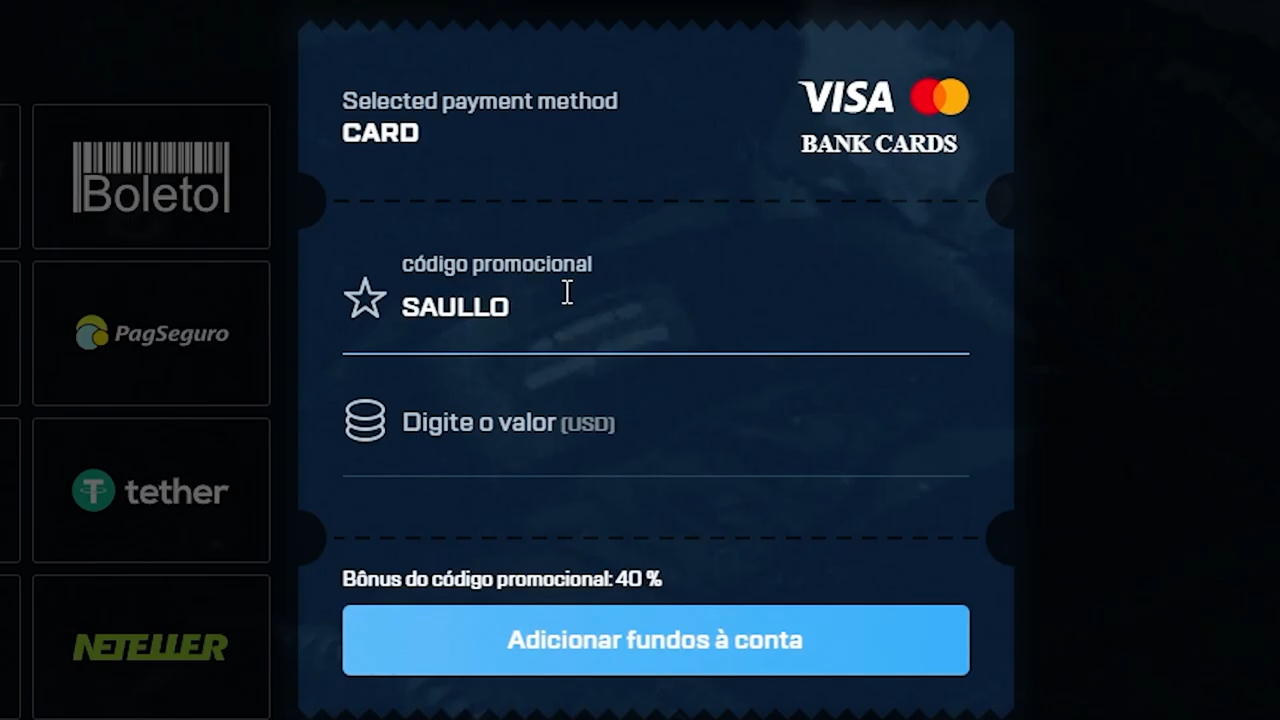 Boleto
PagSeguro
tether
NETELLER
Selected payment method
CARD
VISA
BANK CARDS
código promocional
SAULLO
Digite o valor (USD)
Bônus do código promocional: 40 %
Adicionar fundos à conta